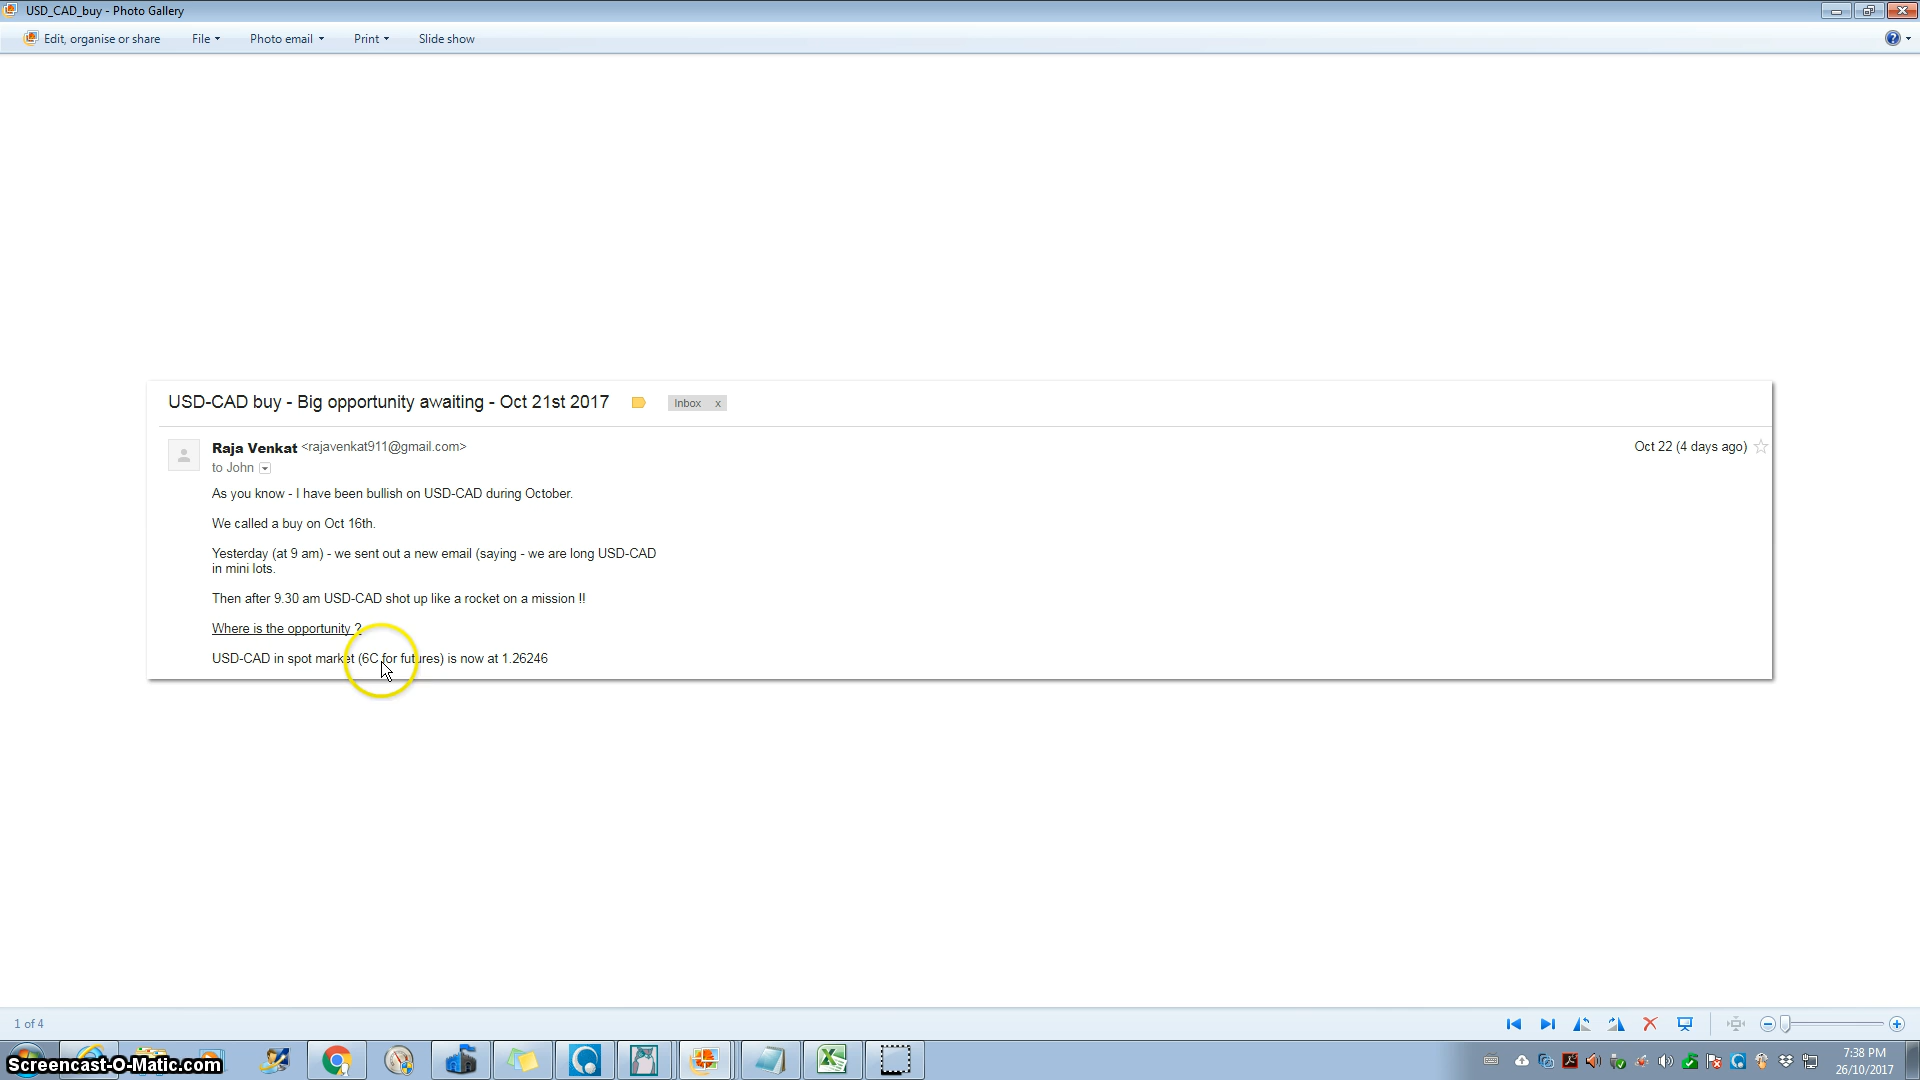 USD_CAD_buy - Photo Gallery
Edit, organise or share File Photo email Print Slide show
USD-CAD buy - Big opportunity awaiting - Oct 21st 2017 Inbox x
Raja Venkat <rajavenkat911@gmail.com> Oct 22 (4 days ago)
to John
As you know - I have been bullish on USD-CAD during October.
We called a buy on Oct 16th.
Yesterday (at 9 am) - we sent out a new email (saying - we are long USD-CAD
in mini lots.
Then after 9.30 am USD-CAD shot up like a rocket on a mission !!
Where is the opportunity ?
USD-CAD in spot market (6C for futures) is now at 1.26246
1 of 4
Screencast-O-Matic.com
7:38 PM
26/10/2017